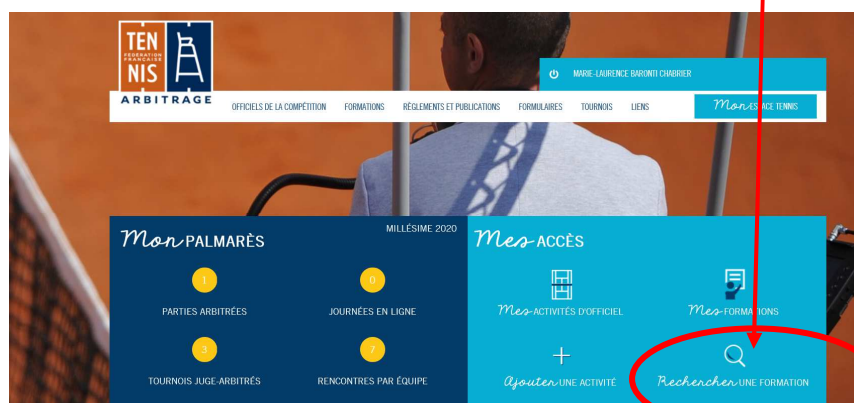 TEN
FÉDÉRATION
FRANÇAISE
NIS
A
ARBITRAGE
MARIE-LAURENCE BARONTI CHABRIER
OFFICIELS DE LA COMPÉTITION FORMATIONS RÈGLEMENTS ET PUBLICATIONS FORMULAIRES TOURNOIS LIENS Mon ESPACE TENNIS
Mon PALMARÈS
MILLÉSIME 2020
1
PARTIES ARBITRÉES
0
JOURNÉES EN LIGNE
3
TOURNOIS JUGE-ARBITRÉS
7
RENCONTRES PAR ÉQUIPE
Mes ACCÈS
Mes ACTIVITÉS D'OFFICIEL
Mes FORMATIONS
Ajouter UNE ACTIVITÉ
Rechercher UNE FORMATION